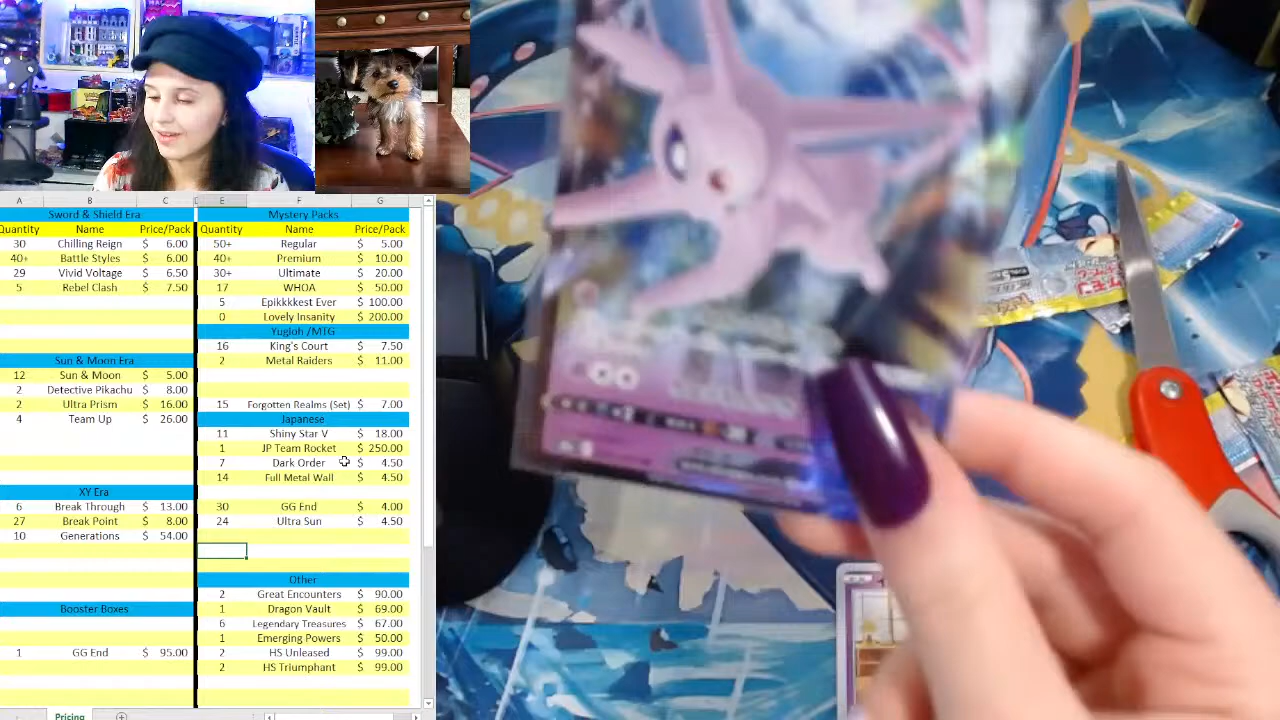 A B C D E F G
Sword & Shield Era
Quantity Name Price/Pack
30 Chilling Reign $ 6.00
40+ Battle Styles $ 6.00
29 Vivid Voltage $ 6.50
5 Rebel Clash $ 7.50
Sun & Moon Era
12 Sun & Moon $ 5.00
2 Detective Pikachu $ 8.00
2 Ultra Prism $ 16.00
4 Team Up $ 26.00
XY Era
6 Break Through $ 13.00
27 Break Point $ 8.00
10 Generations $ 54.00
Booster Boxes
1 GG End $ 95.00
Mystery Packs
Quantity Name Price/Pack
50+ Regular $ 5.00
40+ Premium $ 10.00
30+ Ultimate $ 20.00
17 WHOA $ 50.00
5 Epikkkkest Ever $ 100.00
0 Lovely Insanity $ 200.00
Yugioh /MTG
16 King's Court $ 7.50
2 Metal Raiders $ 11.00
15 Forgotten Realms (Set) $ 7.00
Japanese
11 Shiny Star V $ 18.00
1 JP Team Rocket $ 250.00
7 Dark Order $ 4.50
14 Full Metal Wall $ 4.50
30 GG End $ 4.00
24 Ultra Sun $ 4.50
Other
2 Great Encounters $ 90.00
1 Dragon Vault $ 69.00
6 Legendary Treasures $ 67.00
1 Emerging Powers $ 50.00
2 HS Unleased $ 99.00
2 HS Triumphant $ 99.00
Pricing